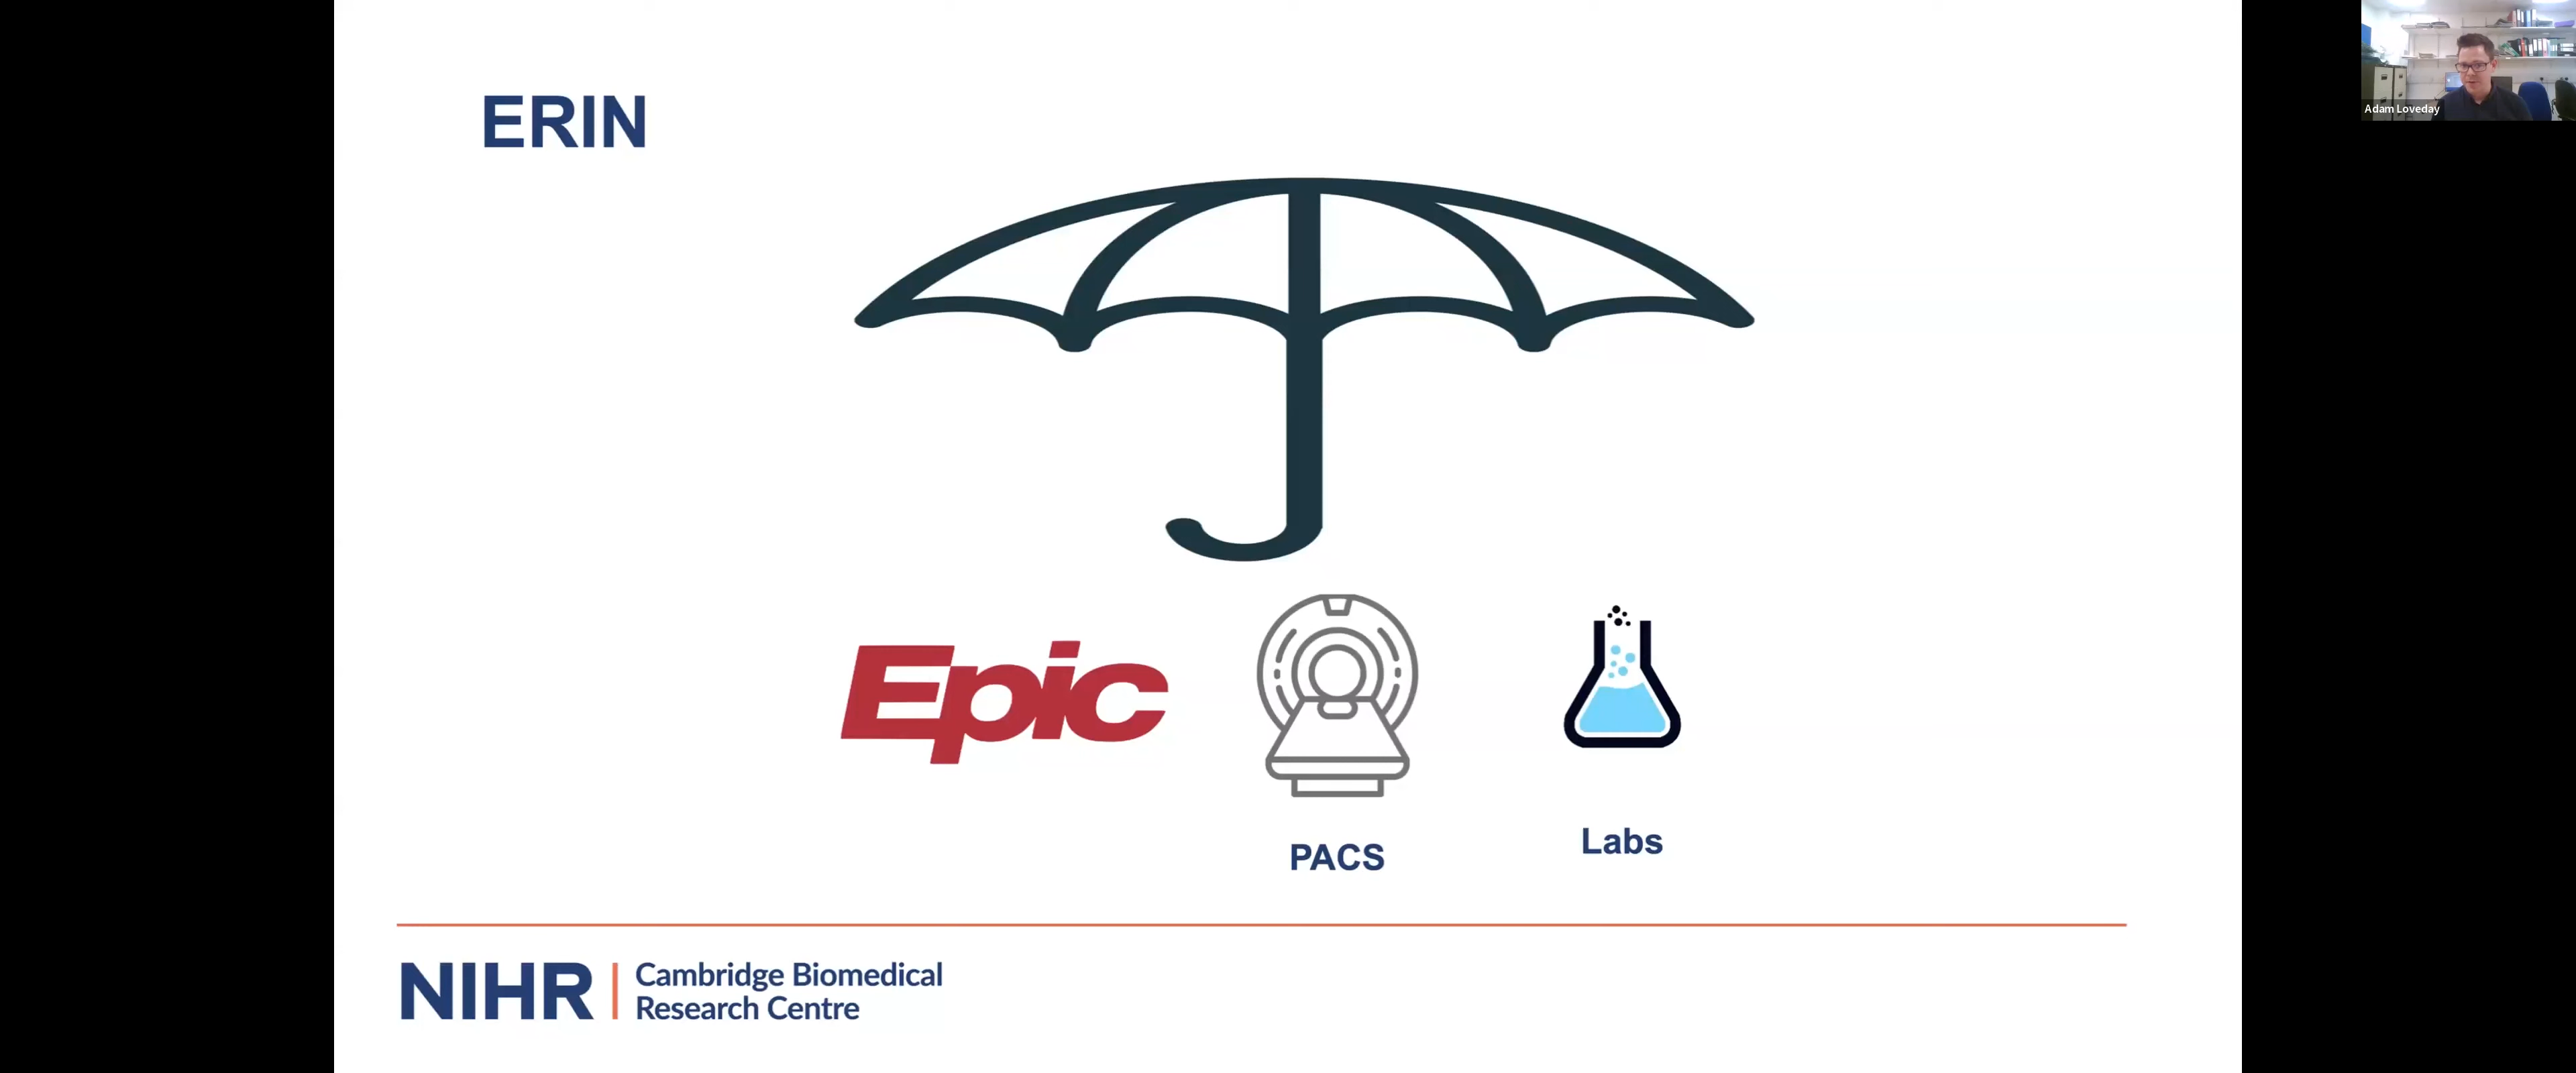 ERIN
Adam Loveday
Epic
PACS
Labs
NIHR
Cambridge Biomedical
Research Centre